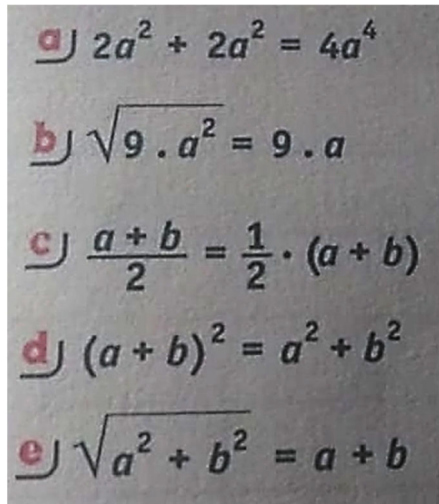 a) 2a² + 2a² = 4a⁴
b) √9 . a² = 9 . a
c) a + b / 2 = 1/2 · (a + b)
d) (a + b)² = a² + b²
e) √a² + b² = a + b